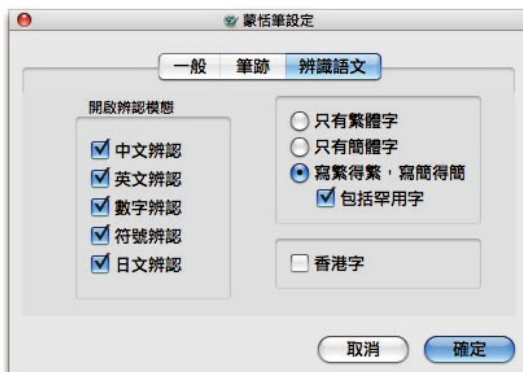 蒙恬筆設定
一般 筆跡 辨識語文
開啟辨認模態
中文辨認
英文辨認
數字辨認
符號辨認
日文辨認
只有繁體字
只有簡體字
寫繁得繁，寫簡得簡
包括罕用字
香港字
取消 確定